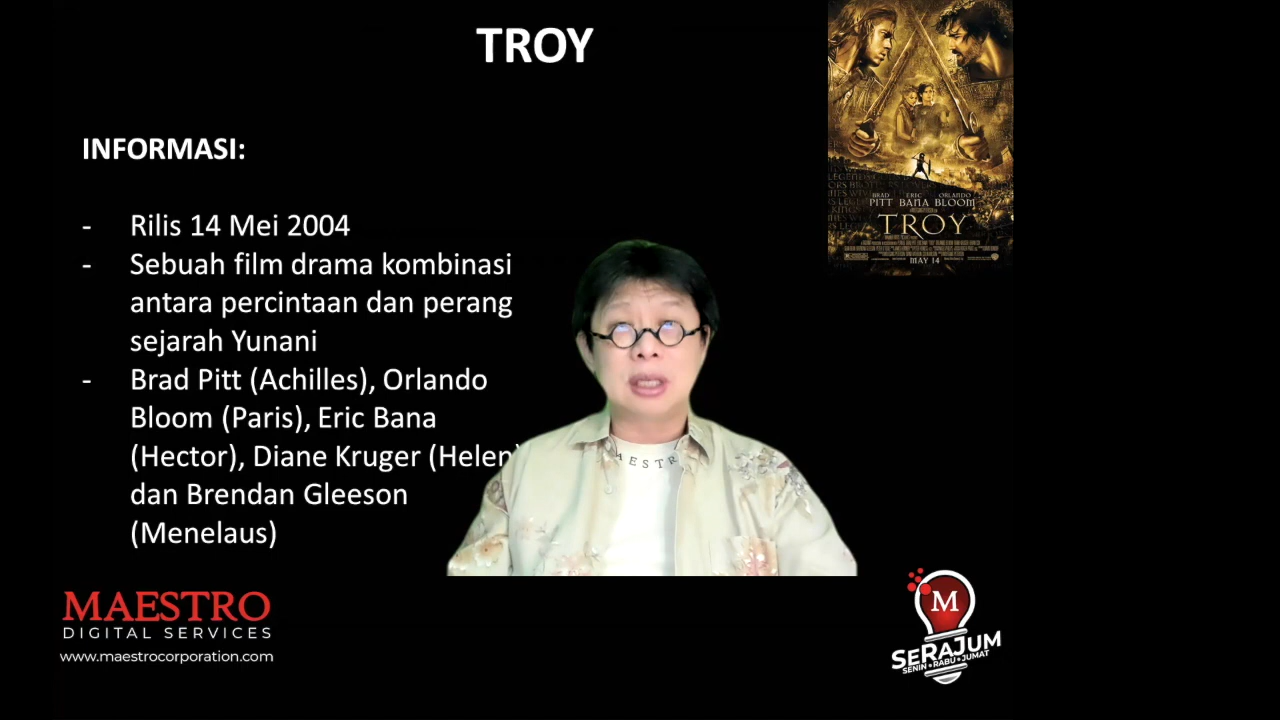 TROY
INFORMASI:
- Rilis 14 Mei 2004
- Sebuah film drama kombinasi
antara percintaan dan perang
sejarah Yunani
- Brad Pitt (Achilles), Orlando
Bloom (Paris), Eric Bana
(Hector), Diane Kruger (Helen)
dan Brendan Gleeson
(Menelaus)
BRAD PITT ERIC BANA ORLANDO BLOOM
TROY
MAY 14
AESTR
MAESTRO
DIGITAL SERVICES
www.maestrocorporation.com
M
SERAJUM
SENIN • RABU • JUMAT